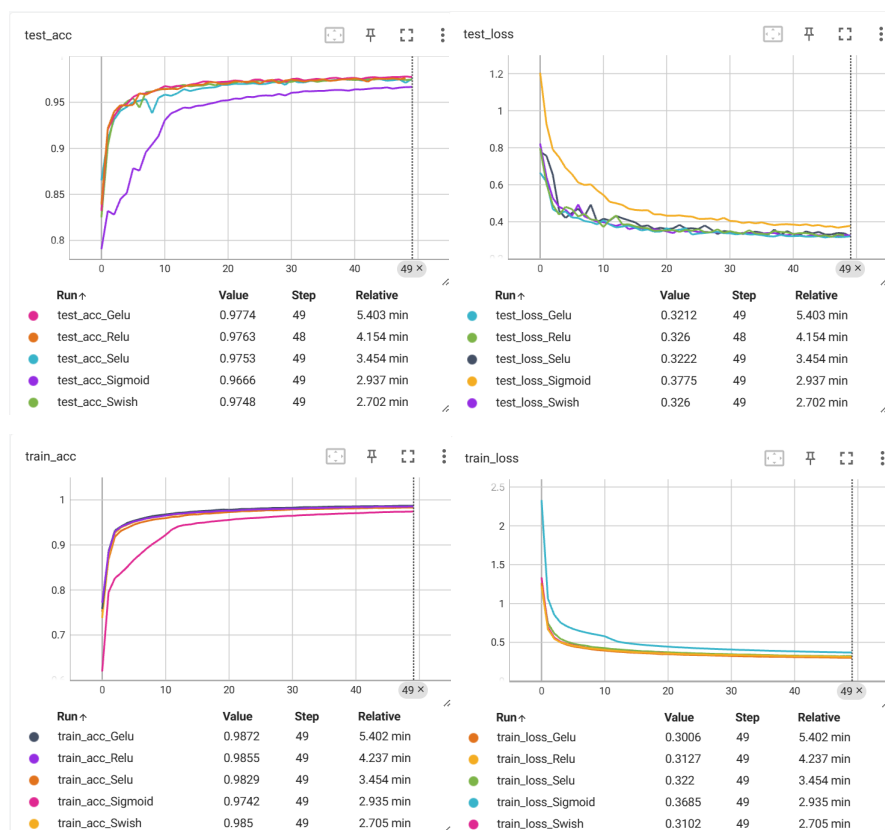 test_acc
0.95
0.9
0.85
0.8
0 10 20 30 40 49 ×
Run↑ Value Step Relative
test_acc_Gelu 0.9774 49 5.403 min
test_acc_Relu 0.9763 48 4.154 min
test_acc_Selu 0.9753 49 3.454 min
test_acc_Sigmoid 0.9666 49 2.937 min
test_acc_Swish 0.9748 49 2.702 min
test_loss
1.2
1
0.8
0.6
0.4
0 10 20 30 40 49 ×
Run↑ Value Step Relative
test_loss_Gelu 0.3212 49 5.403 min
test_loss_Relu 0.326 48 4.154 min
test_loss_Selu 0.3222 49 3.454 min
test_loss_Sigmoid 0.3775 49 2.937 min
test_loss_Swish 0.326 49 2.702 min
train_acc
1
0.9
0.8
0.7
0 10 20 30 40 49 ×
Run↑ Value Step Relative
train_acc_Gelu 0.9872 49 5.402 min
train_acc_Relu 0.9855 49 4.237 min
train_acc_Selu 0.9829 49 3.454 min
train_acc_Sigmoid 0.9742 49 2.935 min
train_acc_Swish 0.985 49 2.705 min
train_loss
2.5
2
1.5
1
0.5
0 10 20 30 40 49 ×
Run↑ Value Step Relative
train_loss_Gelu 0.3006 49 5.402 min
train_loss_Relu 0.3127 49 4.237 min
train_loss_Selu 0.322 49 3.454 min
train_loss_Sigmoid 0.3685 49 2.935 min
train_loss_Swish 0.3102 49 2.705 min